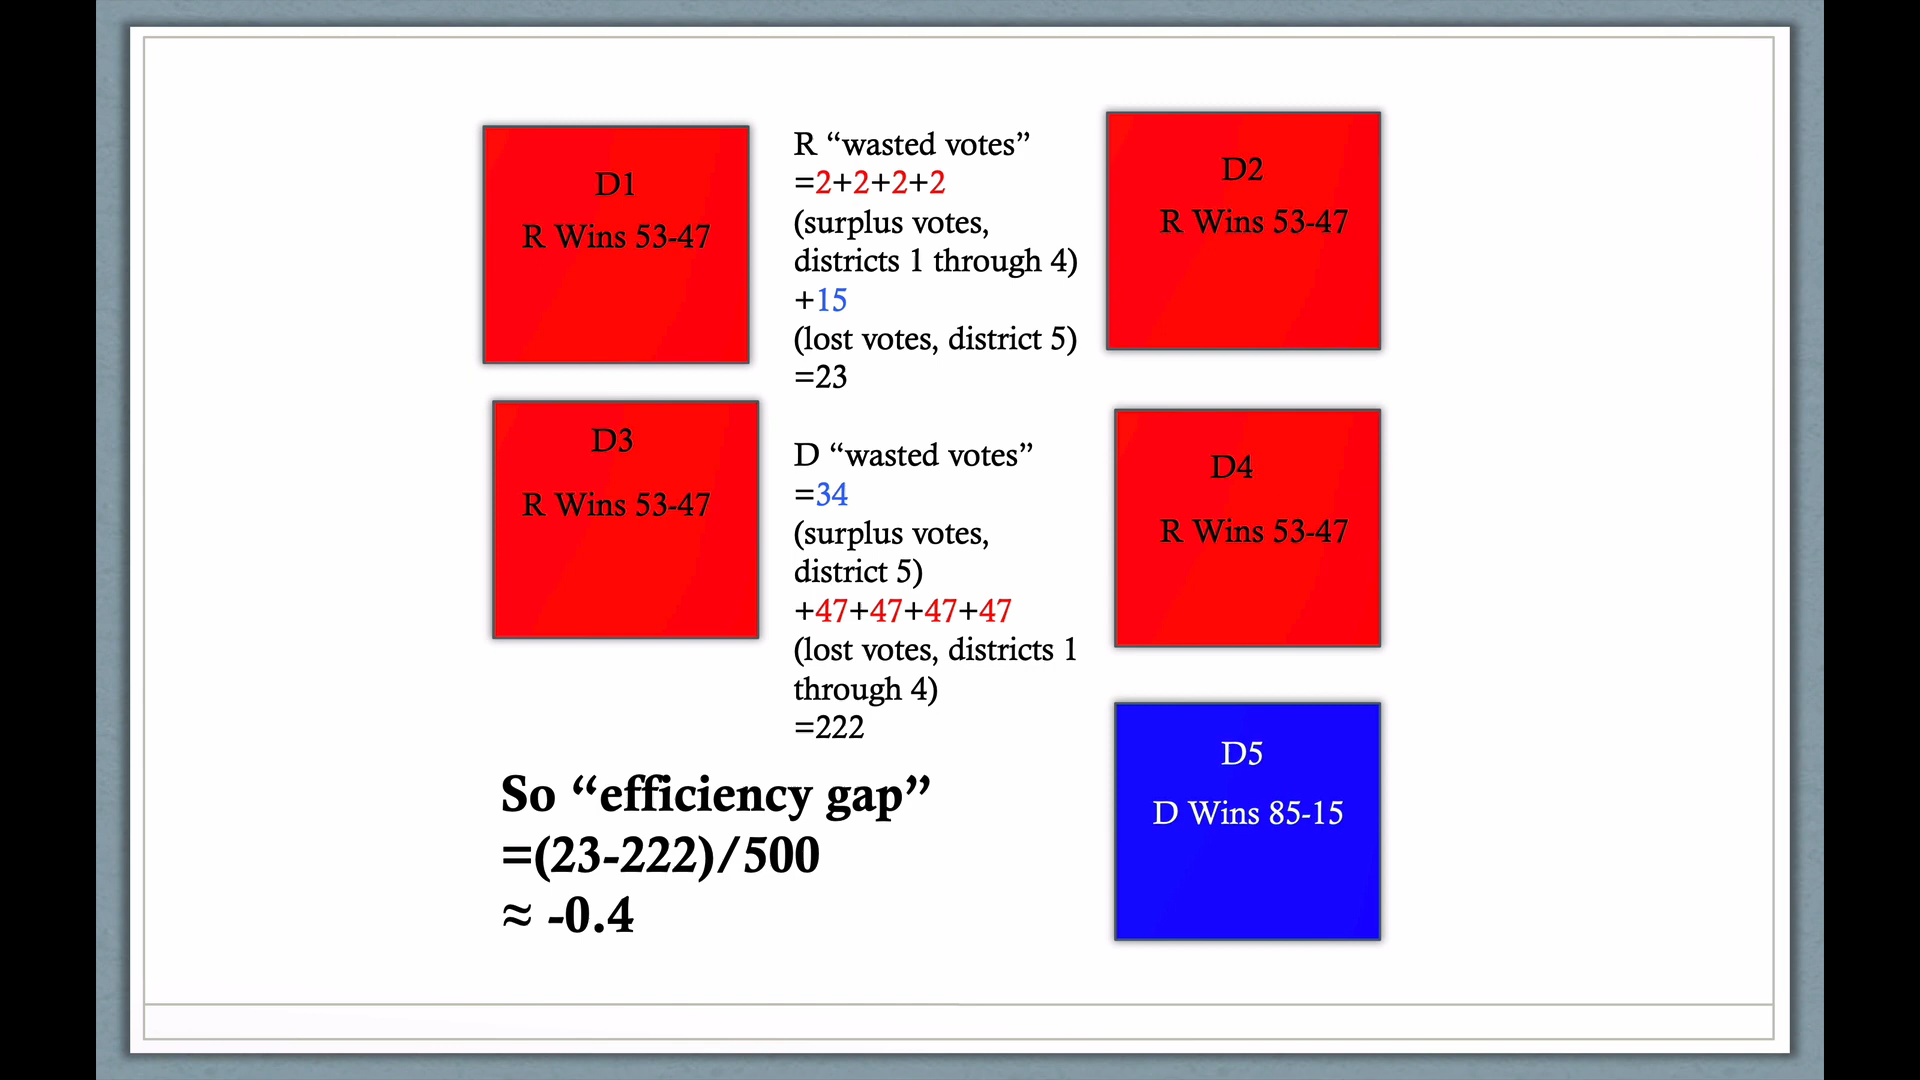 D1
R Wins 53-47
R “wasted votes”
=2+2+2+2
(surplus votes,
districts 1 through 4)
+15
(lost votes, district 5)
=23
D2
R Wins 53-47
D3
R Wins 53-47
D “wasted votes”
=34
(surplus votes,
district 5)
+47+47+47+47
(lost votes, districts 1
through 4)
=222
D4
R Wins 53-47
D5
D Wins 85-15
So “efficiency gap”
=(23-222)/500
≈ -0.4